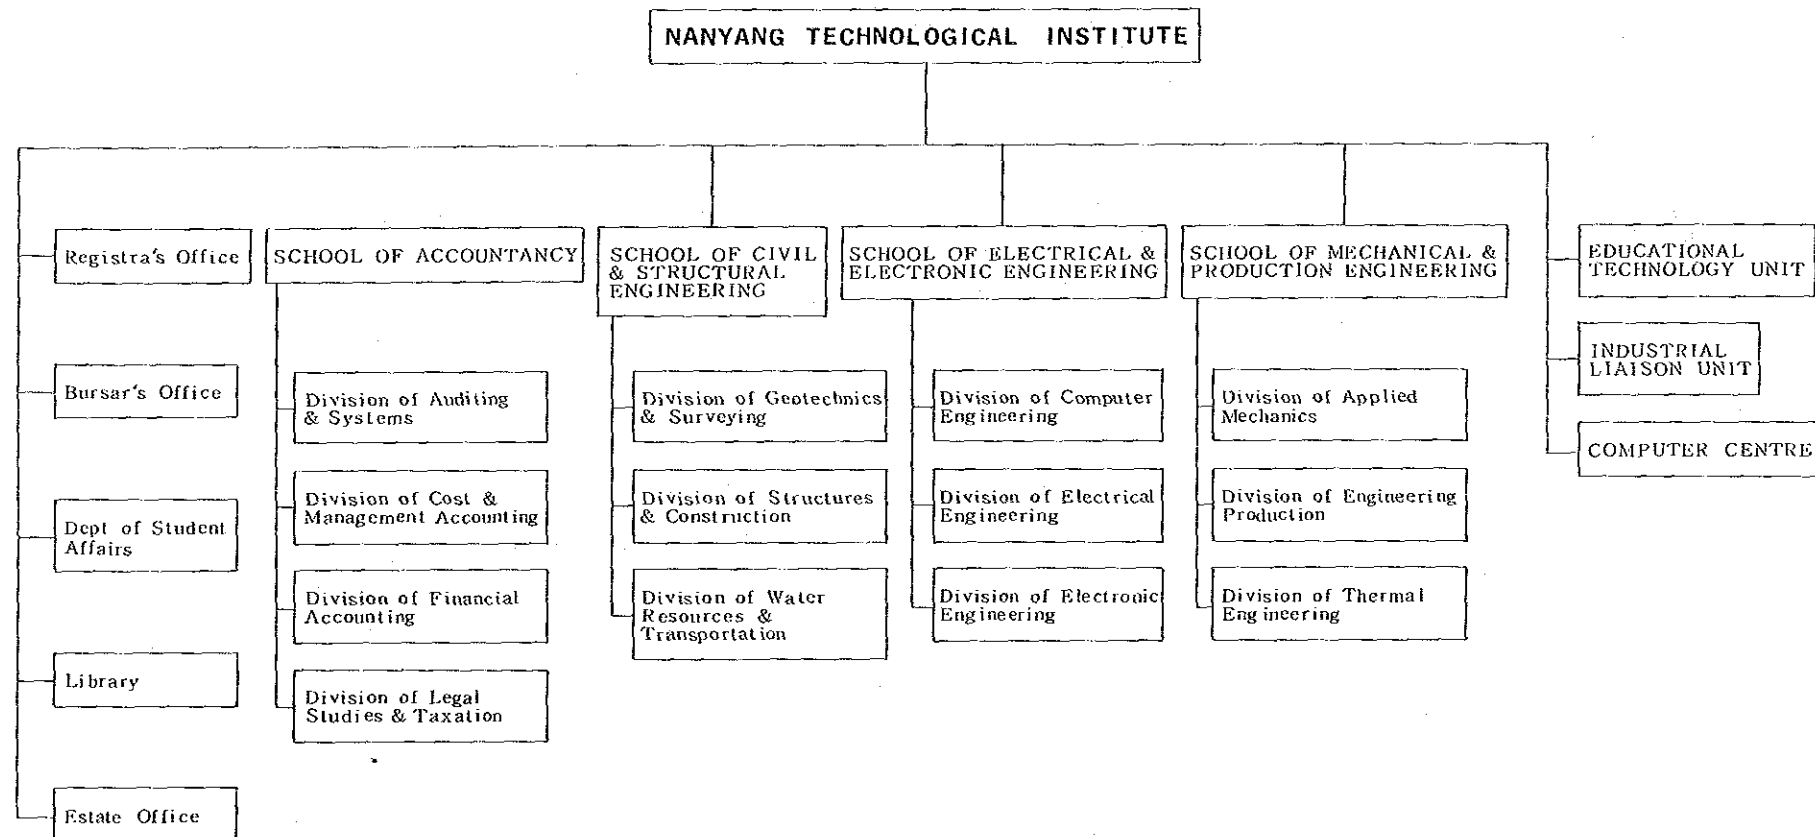 NANYANG TECHNOLOGICAL INSTITUTE
Registra's Office
Bursar's Office
Dept of Student
Affairs
Library
Estate Office
SCHOOL OF ACCOUNTANCY
Division of Auditing
& Systems
Division of Cost &
Management Accounting
Division of Financial
Accounting
Division of Legal
Studies & Taxation
SCHOOL OF CIVIL
& STRUCTURAL
ENGINEERING
Division of Geotechnics
& Surveying
Division of Structures
& Construction
Division of Water
Resources &
Transportation
SCHOOL OF ELECTRICAL &
ELECTRONIC ENGINEERING
Division of Computer
Engineering
Division of Electrical
Engineering
Division of Electronic
Engineering
SCHOOL OF MECHANICAL &
PRODUCTION ENGINEERING
Division of Applied
Mechanics
Division of Engineering
Production
Division of Thermal
Engineering
EDUCATIONAL
TECHNOLOGY UNIT
INDUSTRIAL
LIAISON UNIT
COMPUTER CENTRE